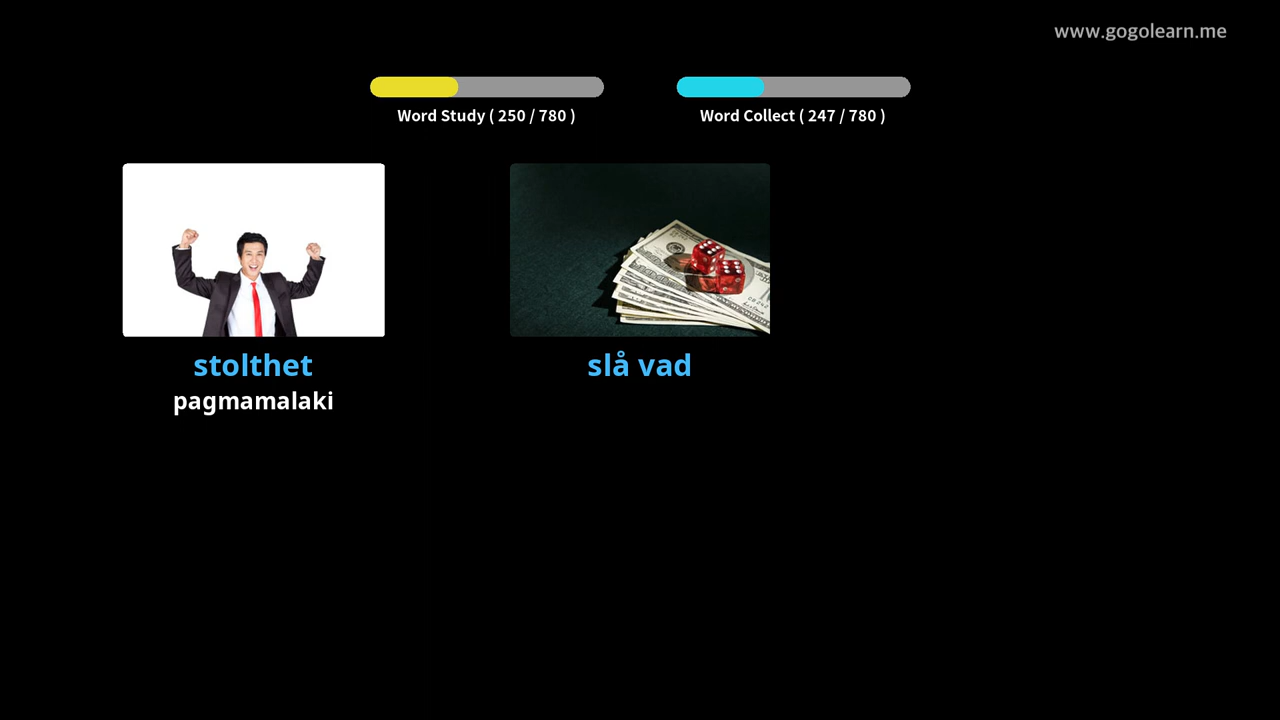 www.gogolearn.me
Word Study ( 250 / 780 )
Word Collect ( 247 / 780 )
stolthet
pagmamalaki
slå vad